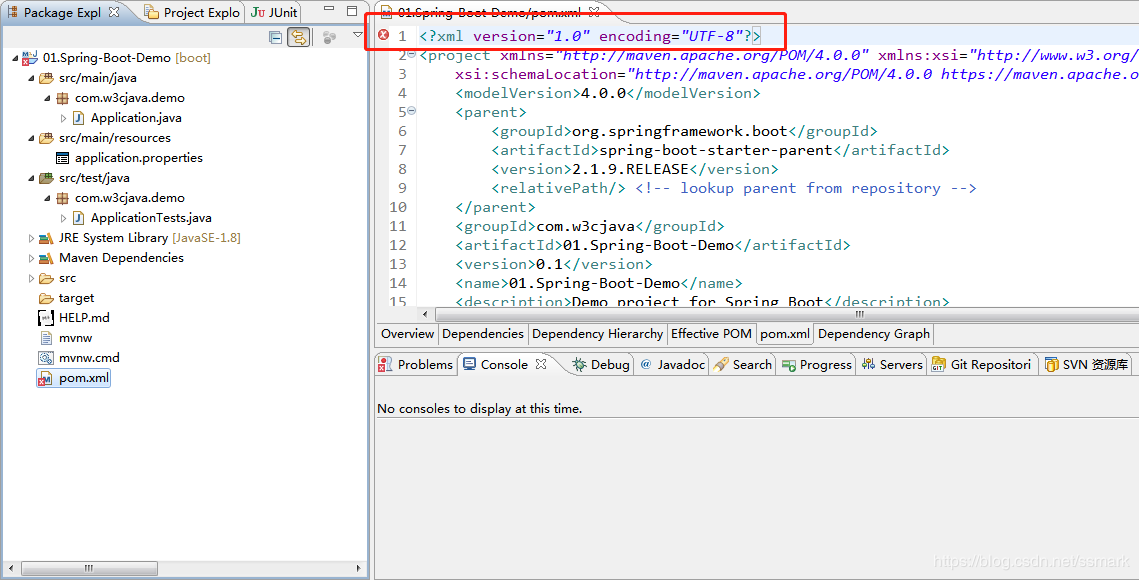 Package Expl
Project Explo
JUnit
01.Spring-Boot-Demo [boot]
src/main/java
com.w3cjava.demo
Application.java
src/main/resources
application.properties
src/test/java
com.w3cjava.demo
ApplicationTests.java
JRE System Library [JavaSE-1.8]
Maven Dependencies
src
target
HELP.md
mvnw
mvnw.cmd
pom.xml
01.Spring-Boot-Demo/pom.xml
1 <?xml version="1.0" encoding="UTF-8"?>
2 <project xmlns="http://maven.apache.org/POM/4.0.0" xmlns:xsi="http://www.w3.org/
3 xsi:schemaLocation="http://maven.apache.org/POM/4.0.0 https://maven.apache.o
4 <modelVersion>4.0.0</modelVersion>
5 <parent>
6 <groupId>org.springframework.boot</groupId>
7 <artifactId>spring-boot-starter-parent</artifactId>
8 <version>2.1.9.RELEASE</version>
9 <relativePath/> <!-- lookup parent from repository -->
10 </parent>
11 <groupId>com.w3cjava</groupId>
12 <artifactId>01.Spring-Boot-Demo</artifactId>
13 <version>0.1</version>
14 <name>01.Spring-Boot-Demo</name>
15 <description>Demo project for Spring Boot</description>
Overview Dependencies Dependency Hierarchy Effective POM pom.xml Dependency Graph
Problems Console Debug @ Javadoc Search Progress Servers Git Repositori SVN 资源库
No consoles to display at this time.
https://blog.csdn.net/ssmark